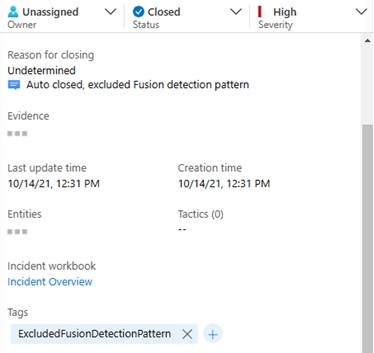 Unassigned Closed High
Owner Status Severity
Reason for closing
Undetermined
Auto closed, excluded Fusion detection pattern
Evidence
Last update time Creation time
10/14/21, 12:31 PM 10/14/21, 12:31 PM
Entities Tactics (0)
--
Incident workbook
Incident Overview
Tags
ExcludedFusionDetectionPattern